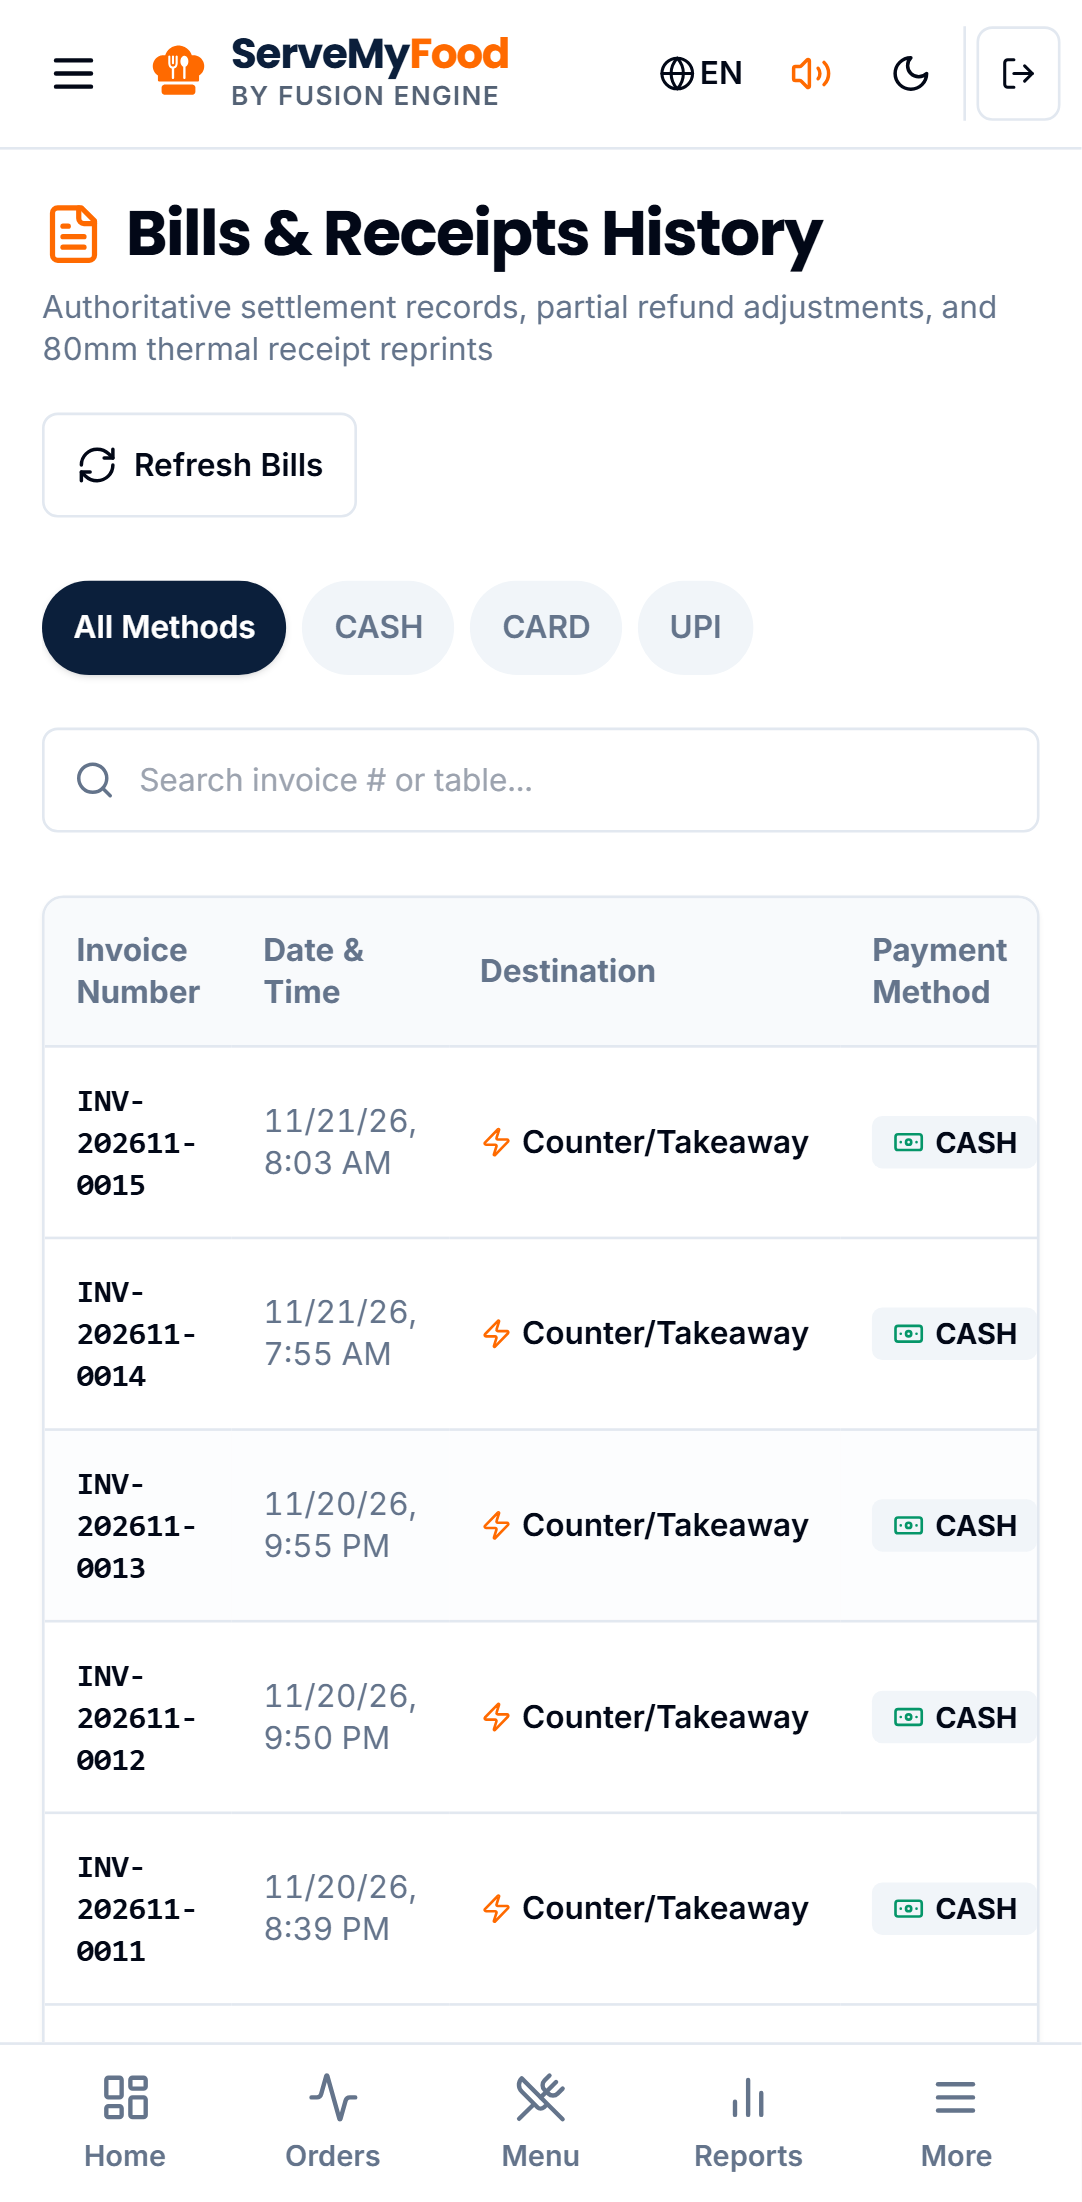 ServeMyFood
BY FUSION ENGINE
EN
Bills & Receipts History
Authoritative settlement records, partial refund adjustments, and
80mm thermal receipt reprints
Refresh Bills
All Methods CASH CARD UPI
Search invoice # or table...
Invoice Number Date & Time Destination Payment Method
INV-
202611-
0015
11/21/26,
8:03 AM
Counter/Takeaway
CASH
INV-
202611-
0014
11/21/26,
7:55 AM
Counter/Takeaway
CASH
INV-
202611-
0013
11/20/26,
9:55 PM
Counter/Takeaway
CASH
INV-
202611-
0012
11/20/26,
9:50 PM
Counter/Takeaway
CASH
INV-
202611-
0011
11/20/26,
8:39 PM
Counter/Takeaway
CASH
Home Orders Menu Reports More